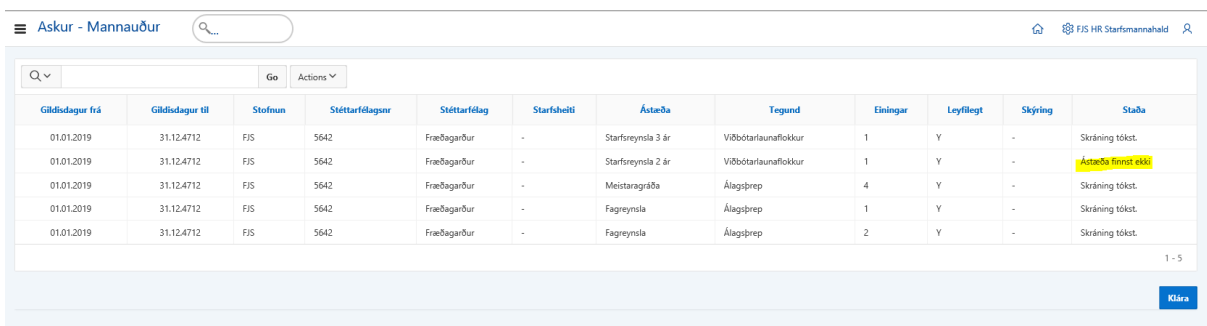 Askur - Mannauður
...
FJS HR Starfsmannahald
Go Actions
Gildisdagur frá Gildisdagur til Stofnun Stéttarfélagsnr Stéttarfélag Starfsheiti Ástæða Tegund Einingar Leyfilegt Skýring Staða
01.01.2019 31.12.4712 FJS 5642 Fræðagarður - Starfsreynsla 3 ár Viðbótarlaunaflokkur 1 Y - Skráning tókst.
01.01.2019 31.12.4712 FJS 5642 Fræðagarður - Starfsreynsla 2 ár Viðbótarlaunaflokkur 1 Y - Ástæða finnst ekki
01.01.2019 31.12.4712 FJS 5642 Fræðagarður - Meistaragráða Álagsþrep 4 Y - Skráning tókst.
01.01.2019 31.12.4712 FJS 5642 Fræðagarður - Fagreynsla Álagsþrep 1 Y - Skráning tókst.
01.01.2019 31.12.4712 FJS 5642 Fræðagarður - Fagreynsla Álagsþrep 2 Y - Skráning tókst.
1 - 5
Klára